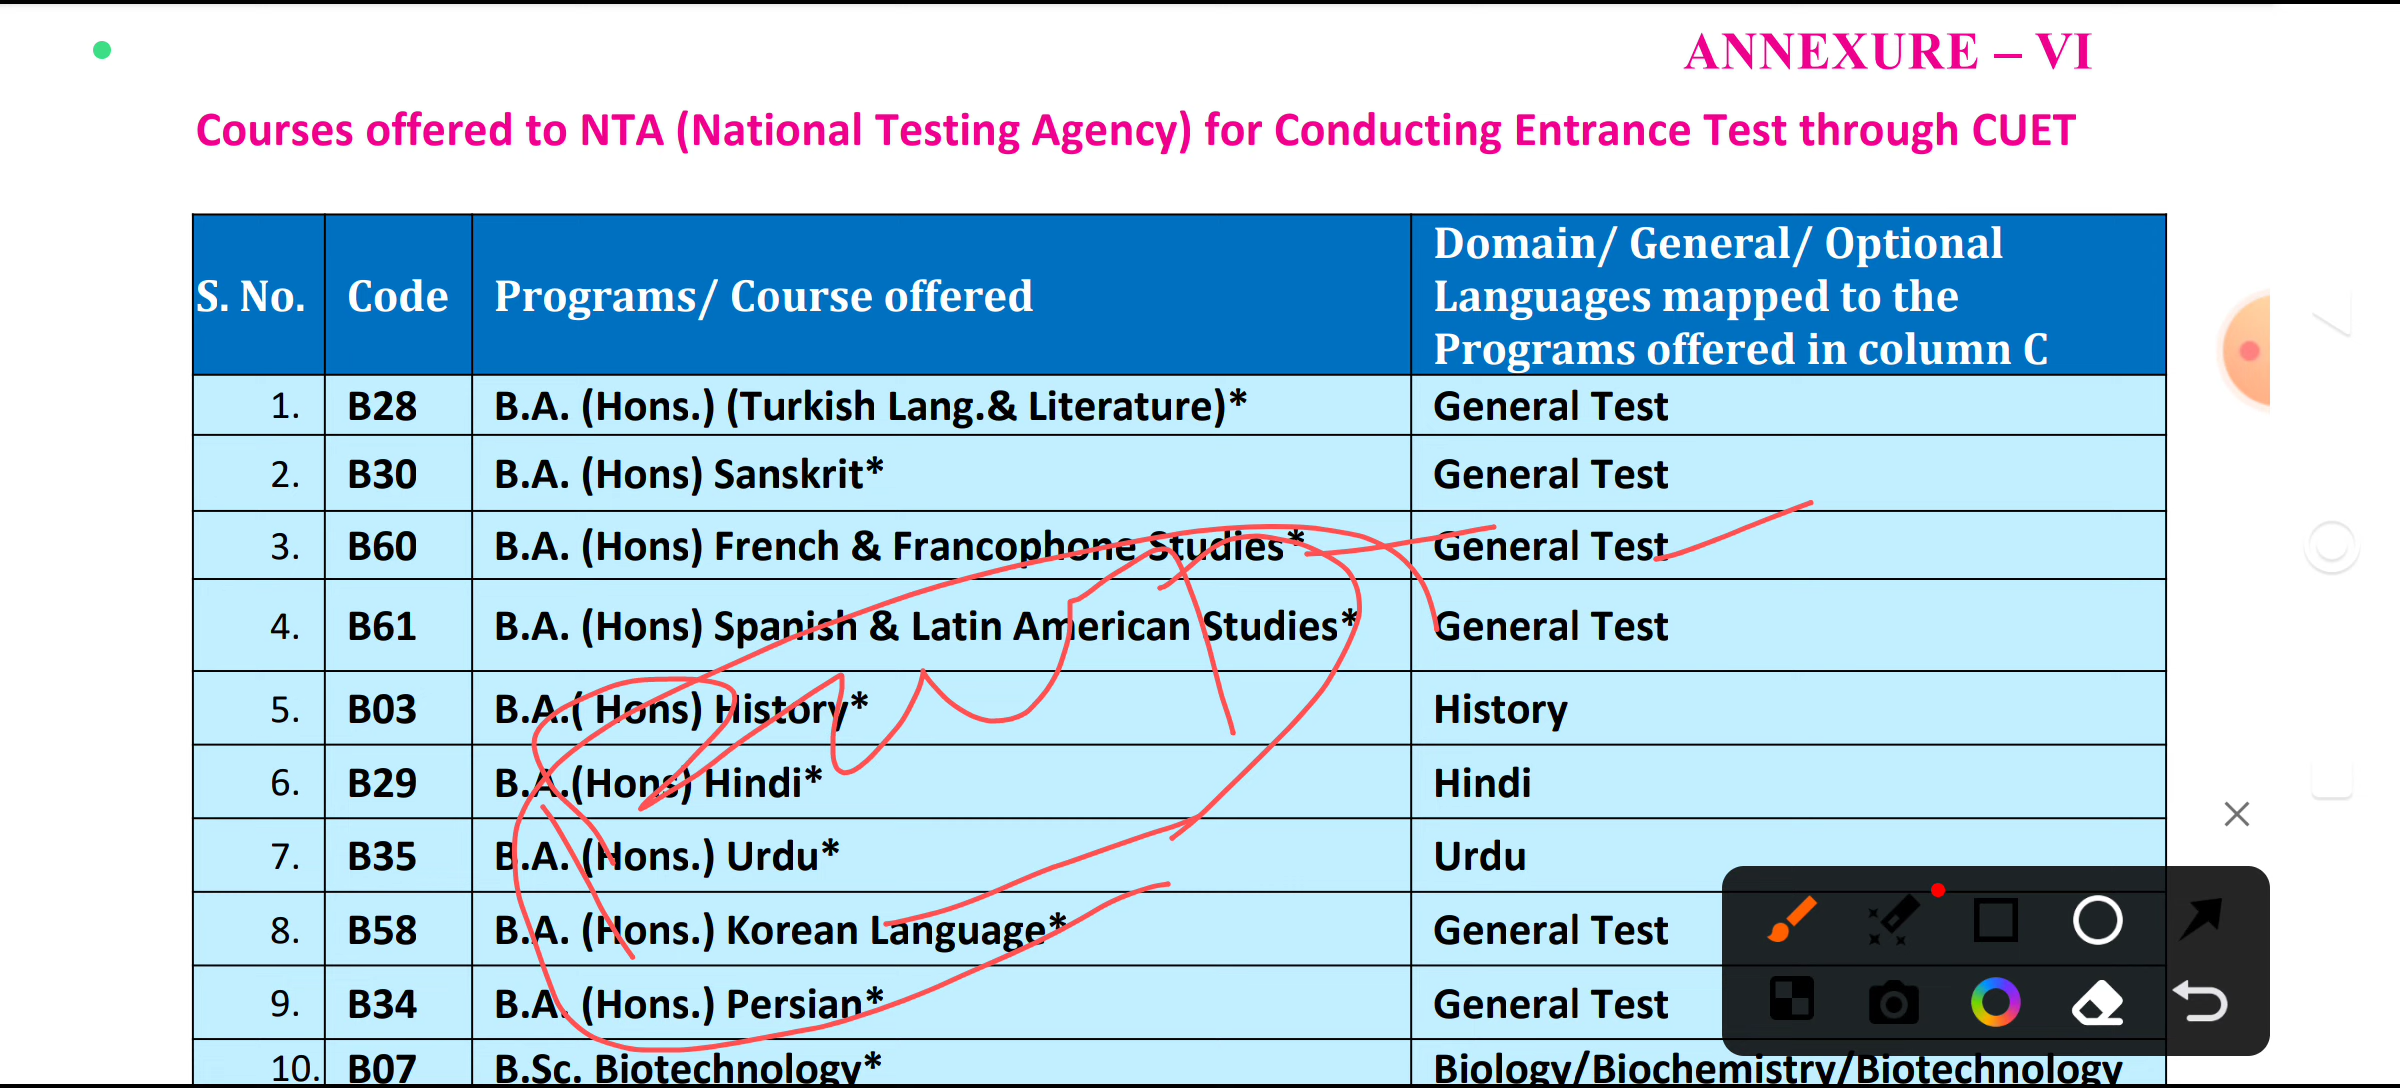 ANNEXURE – VI
Courses offered to NTA (National Testing Agency) for Conducting Entrance Test through CUET
S. No. Code Programs/ Course offered Domain/ General/ Optional
Languages mapped to the
Programs offered in column C
1. B28 B.A. (Hons.) (Turkish Lang.& Literature)* General Test
2. B30 B.A. (Hons) Sanskrit* General Test
3. B60 B.A. (Hons) French & Francophone Studies* General Test
4. B61 B.A. (Hons) Spanish & Latin American Studies* General Test
5. B03 B.A.( Hons) History* History
6. B29 B.A.(Hons) Hindi* Hindi
7. B35 B.A. (Hons.) Urdu* Urdu
8. B58 B.A. (Hons.) Korean Language* General Test
9. B34 B.A. (Hons.) Persian* General Test
10. B07 B.Sc. Biotechnology* Biology/Biochemistry/Biotechnology